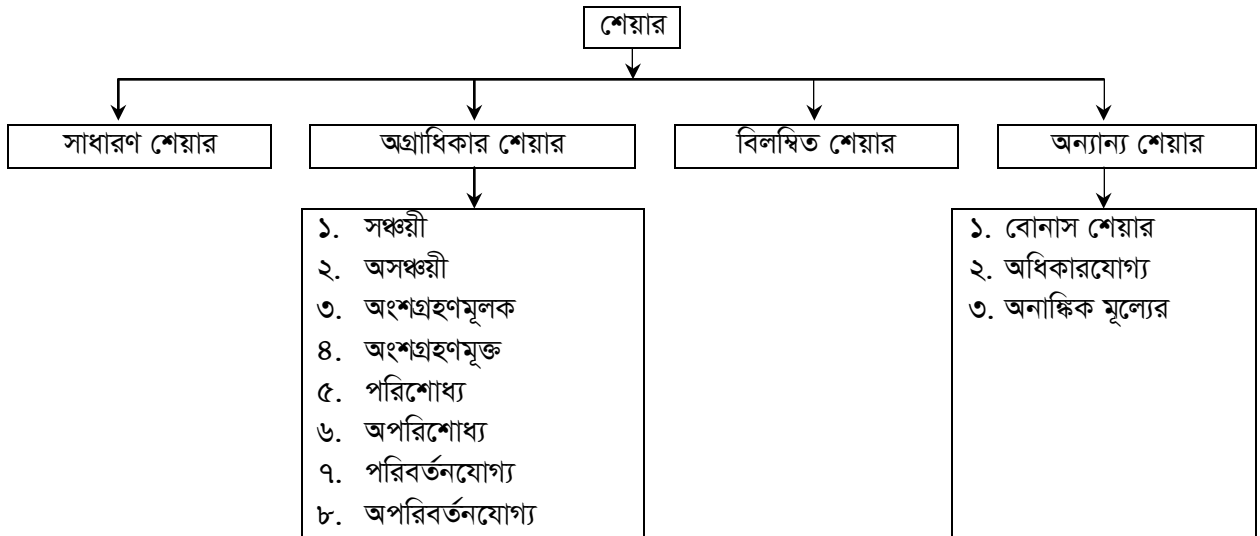 শেয়ার
সাধারণ শেয়ার
অগ্রাধিকার শেয়ার
বিলম্বিত শেয়ার
অন্যান্য শেয়ার
১. সঞ্চয়ী
২. অসঞ্চয়ী
৩. অংশগ্রহণমূলক
৪. অংশগ্রহণমূক্ত
৫. পরিশোধ্য
৬. অপরিশোধ্য
৭. পরিবর্তনযোগ্য
৮. অপরিবর্তনযোগ্য
১. বোনাস শেয়ার
২. অধিকারযোগ্য
৩. অনাঙ্কিক মূল্যের